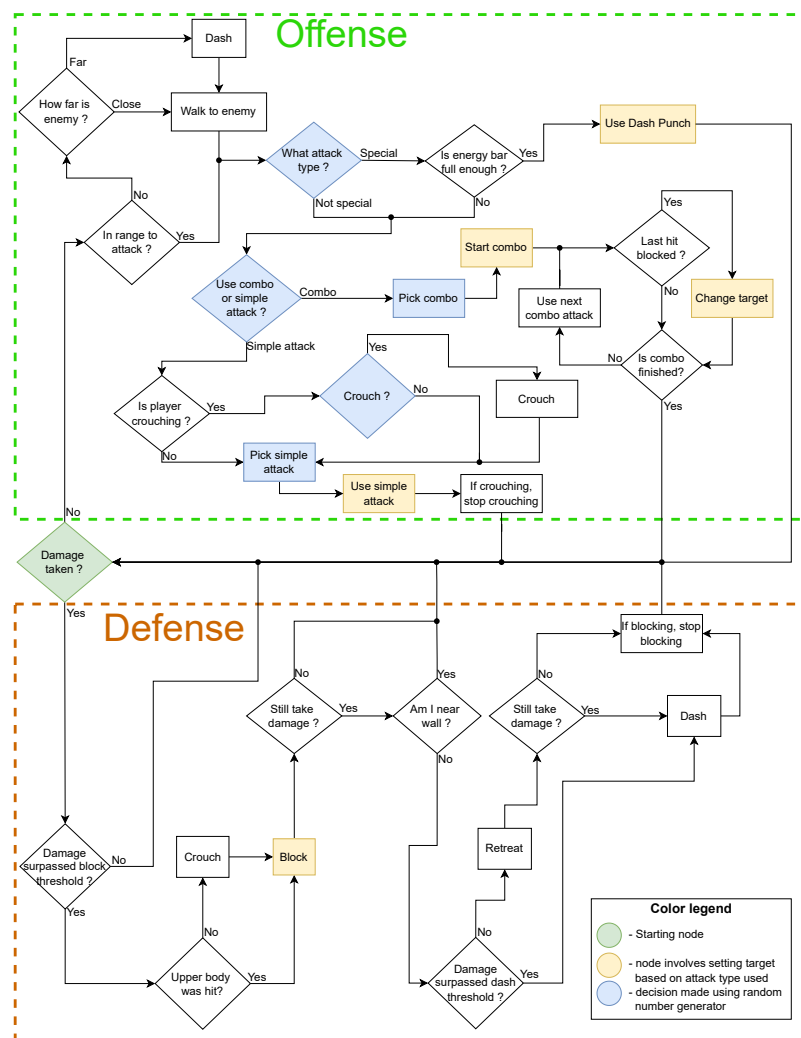 Offense
Dash
Far
How far is
enemy ?
Close
Walk to enemy
No
In range to
attack ?
Yes
What attack
type ?
Special
Not special
Is energy bar
full enough ?
Yes
No
Use Dash Punch
Use combo
or simple
attack ?
Combo
Simple attack
Pick combo
Start combo
Last hit
blocked ?
Yes
No
Use next
combo attack
Change target
Is combo
finished?
No
Yes
Is player
crouching ?
Yes
No
Crouch ?
Yes
No
Crouch
Pick simple
attack
Use simple
attack
If crouching,
stop crouching
No
Damage
taken ?
Yes
Defense
If blocking, stop
blocking
No
Still take
damage ?
Yes
Yes
Am I near
wall ?
No
No
Still take
damage ?
Yes
Dash
Damage
surpassed block
threshold ?
No
Yes
Crouch
Block
No
Upper body
was hit?
Yes
Retreat
No
Damage
surpassed dash
threshold ?
Yes
Color legend
- Starting node
- node involves setting target
based on attack type used
- decision made using random
number generator